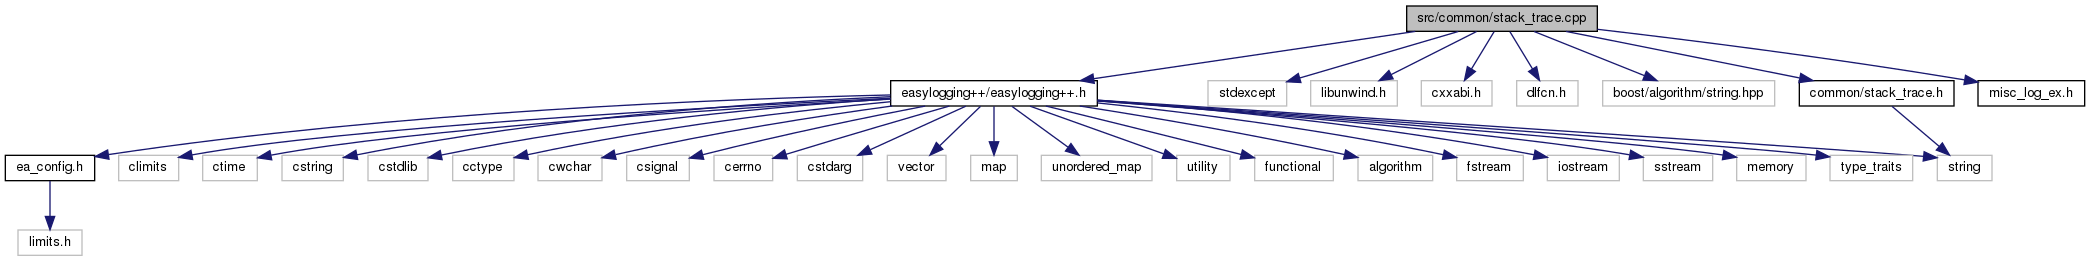 src/common/stack_trace.cpp
easylogging++/easylogging++.h
stdexcept
libunwind.h
cxxabi.h
dlfcn.h
boost/algorithm/string.hpp
common/stack_trace.h
misc_log_ex.h
ea_config.h
climits
ctime
cstring
cstdlib
cctype
cwchar
csignal
cerrno
cstdarg
vector
map
unordered_map
utility
functional
algorithm
fstream
iostream
sstream
memory
type_traits
string
limits.h